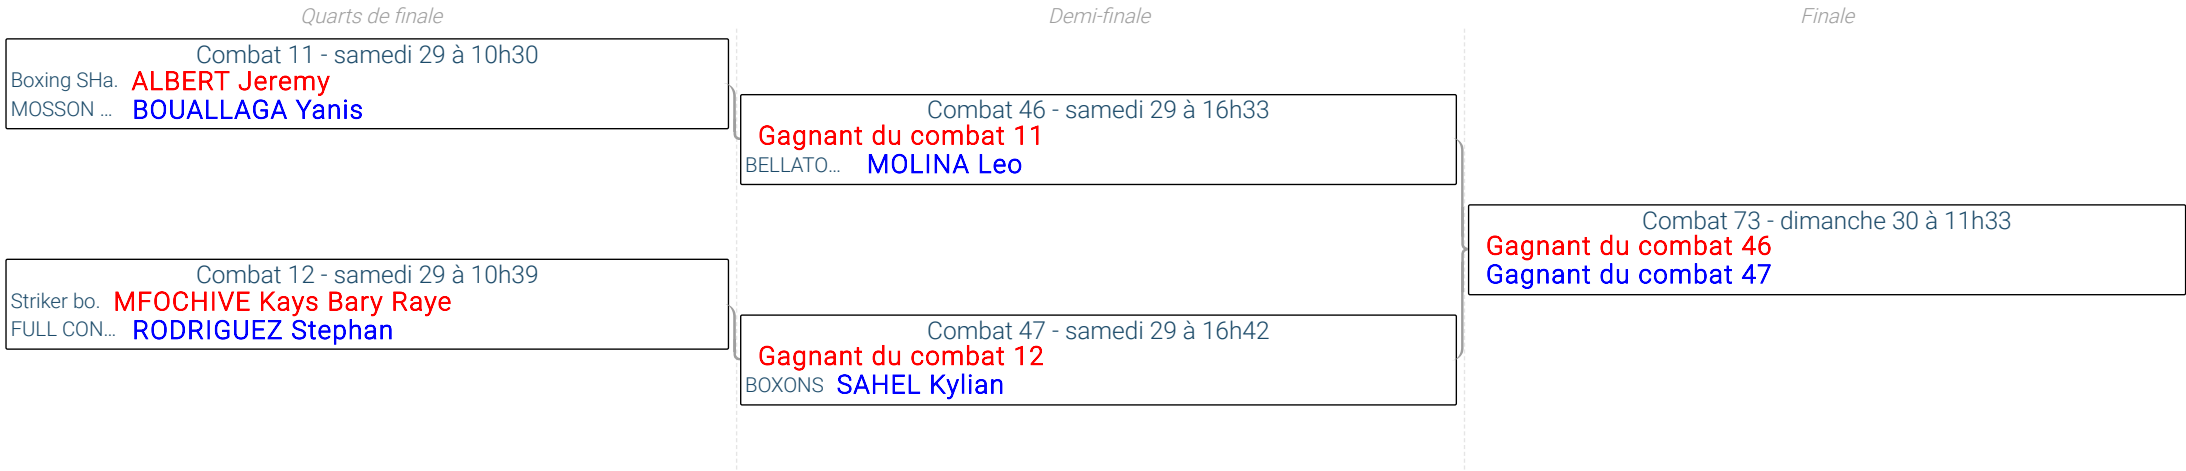 Quarts de finale
Demi-finale
Finale
Combat 11 - samedi 29 à 10h30
Boxing SHa. ALBERT Jeremy
MOSSON ... BOUALLAGA Yanis
Combat 46 - samedi 29 à 16h33
Gagnant du combat 11
BELLATO... MOLINA Leo
Combat 73 - dimanche 30 à 11h33
Gagnant du combat 46
Gagnant du combat 47
Combat 12 - samedi 29 à 10h39
Striker bo. MFOCHIVE Kays Bary Raye
FULL CON... RODRIGUEZ Stephan
Combat 47 - samedi 29 à 16h42
Gagnant du combat 12
BOXONS SAHEL Kylian